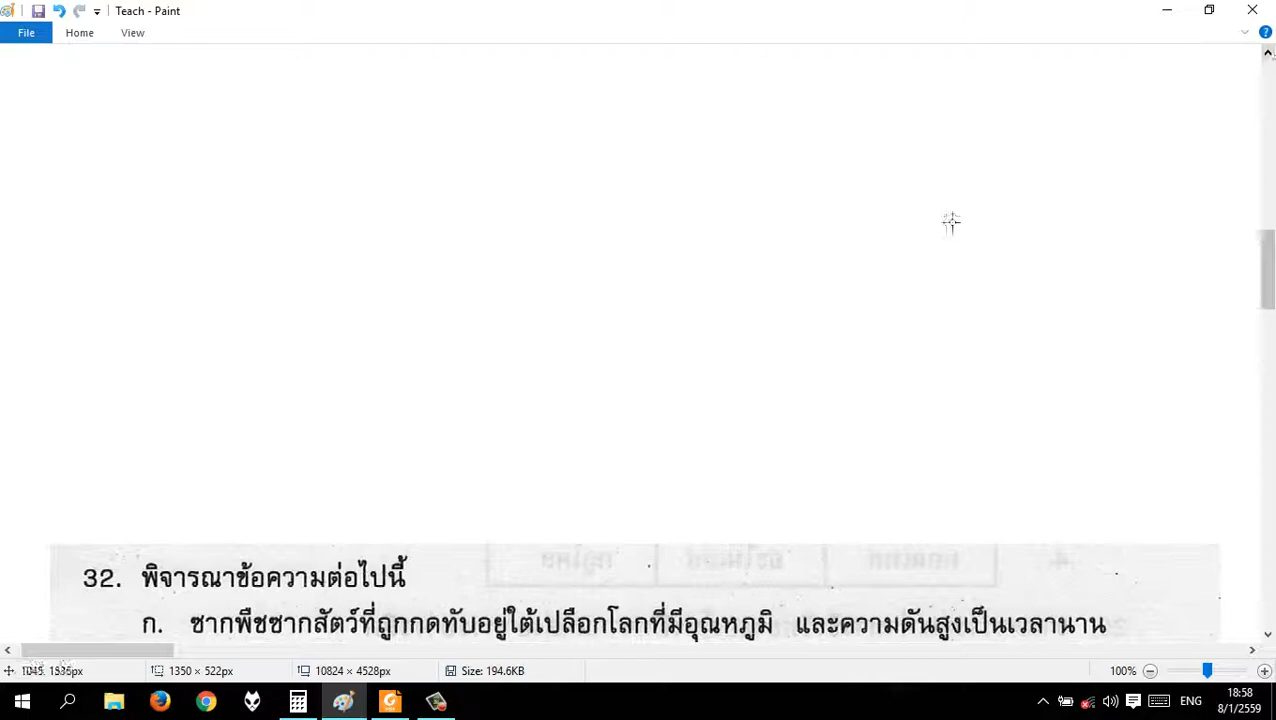 Teach - Paint
File Home View
32. พิจารณาข้อความต่อไปนี้
ก. ซากพืชซากสัตว์ที่ถูกกดทับอยู่ใต้เปลือกโลกที่มีอุณหภูมิ และความดันสูงเป็นเวลานาน
1350 × 522px 10824 × 4528px Size: 194.6KB 100%
ENG 18:58
8/1/2559